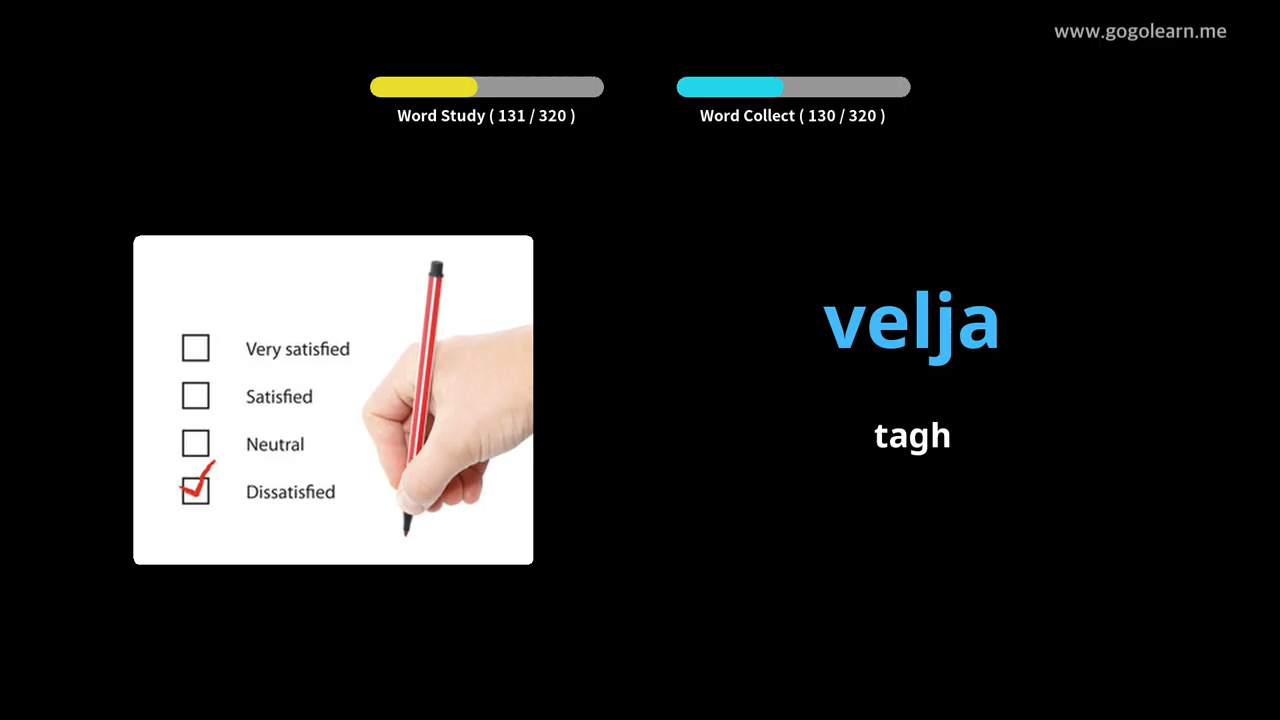 www.gogolearn.me
Word Study ( 131 / 320 )
Word Collect ( 130 / 320 )
Very satisfied
Satisfied
Neutral
Dissatisfied
velja
tagh